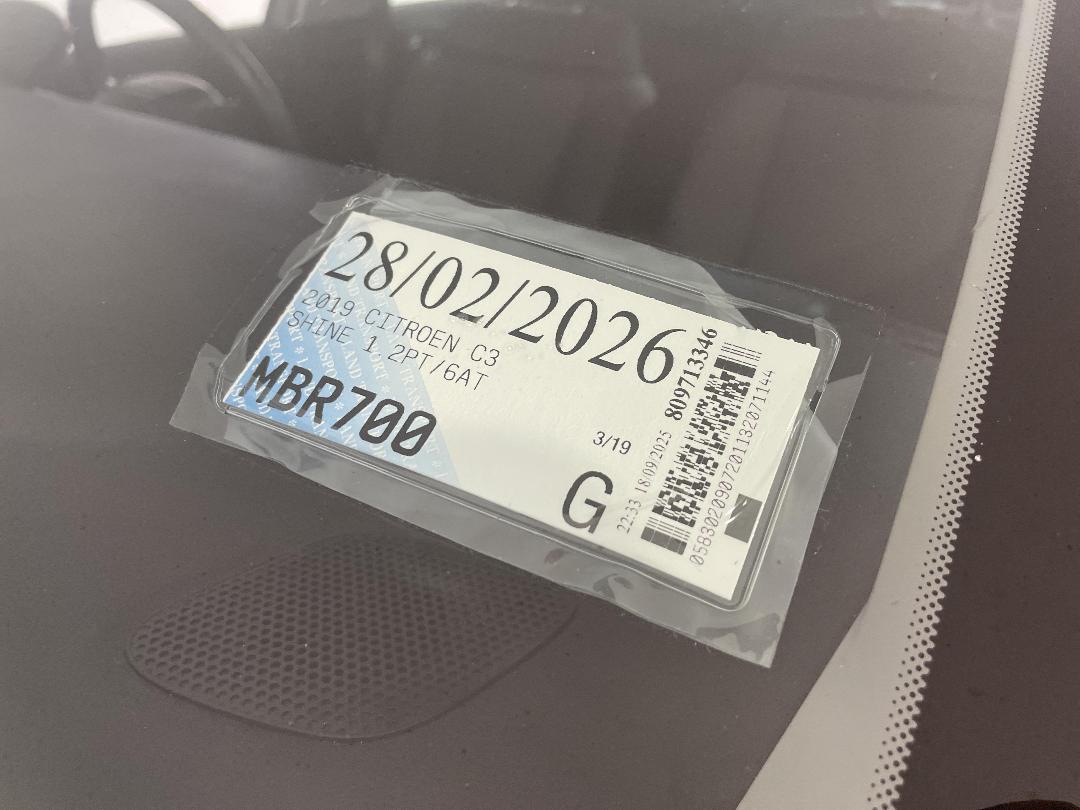 28/02/2026
2019 CITROEN C3
SHINE 1.2PT/6AT
MBR700
3/19
G
22:33 18/09/2025
809713346
0583020907201132071144